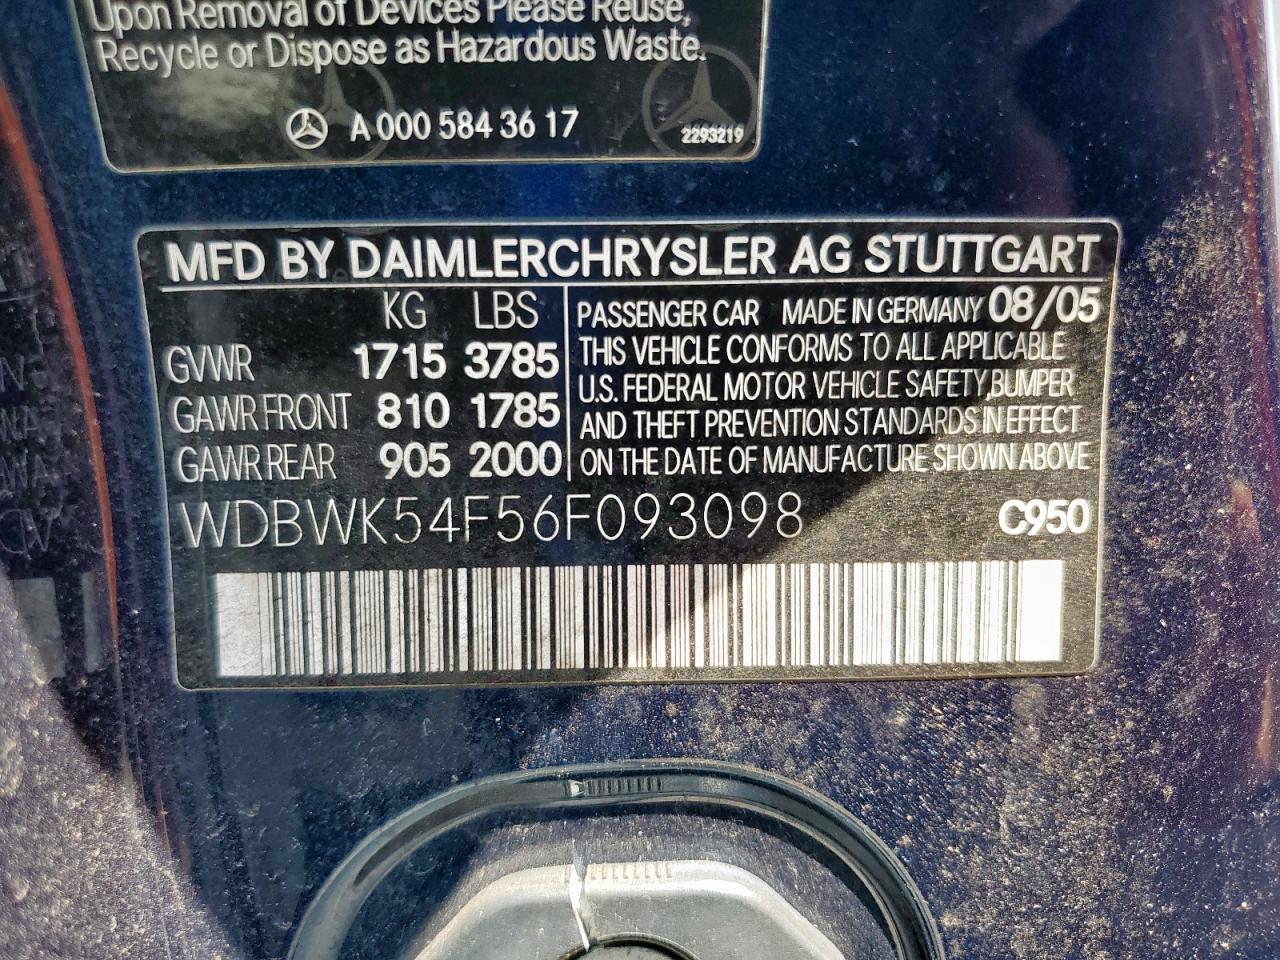 Upon Removal of Devices Please Reuse,
Recycle or Dispose as Hazardous Waste.
A 000 584 36 17
2293219
MFD BY DAIMLERCHRYSLER AG STUTTGART
KG LBS
GVWR 1715 3785
GAWR FRONT 810 1785
GAWR REAR 905 2000
PASSENGER CAR MADE IN GERMANY 08/05
THIS VEHICLE CONFORMS TO ALL APPLICABLE
U.S. FEDERAL MOTOR VEHICLE SAFETY,BUMPER
AND THEFT PREVENTION STANDARDS IN EFFECT
ON THE DATE OF MANUFACTURE SHOWN ABOVE
WDBWK54F56F093098 C950